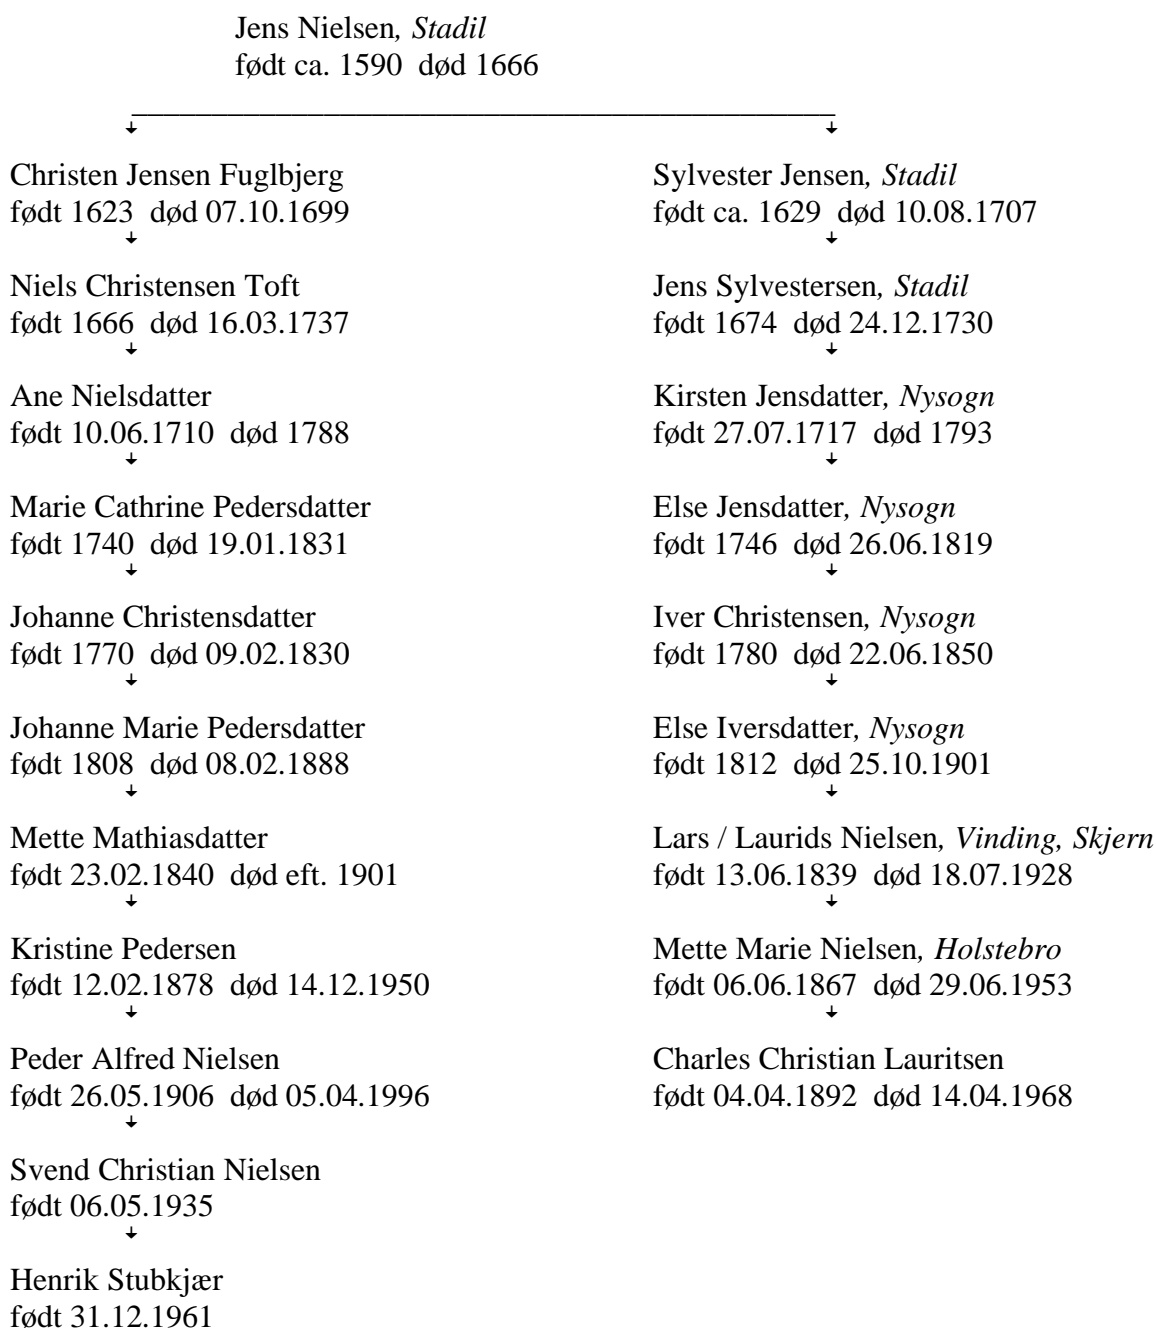 Jens Nielsen, Stadil
født ca. 1590 død 1666
Christen Jensen Fuglbjerg
født 1623 død 07.10.1699
Niels Christensen Toft
født 1666 død 16.03.1737
Ane Nielsdatter
født 10.06.1710 død 1788
Marie Cathrine Pedersdatter
født 1740 død 19.01.1831
Johanne Christensdatter
født 1770 død 09.02.1830
Johanne Marie Pedersdatter
født 1808 død 08.02.1888
Mette Mathiasdatter
født 23.02.1840 død eft. 1901
Kristine Pedersen
født 12.02.1878 død 14.12.1950
Peder Alfred Nielsen
født 26.05.1906 død 05.04.1996
Svend Christian Nielsen
født 06.05.1935
Henrik Stubkjær
født 31.12.1961
Sylvester Jensen, Stadil
født ca. 1629 død 10.08.1707
Jens Sylvestersen, Stadil
født 1674 død 24.12.1730
Kirsten Jensdatter, Nysogn
født 27.07.1717 død 1793
Else Jensdatter, Nysogn
født 1746 død 26.06.1819
Iver Christensen, Nysogn
født 1780 død 22.06.1850
Else Iversdatter, Nysogn
født 1812 død 25.10.1901
Lars / Laurids Nielsen, Vinding, Skjern
født 13.06.1839 død 18.07.1928
Mette Marie Nielsen, Holstebro
født 06.06.1867 død 29.06.1953
Charles Christian Lauritsen
født 04.04.1892 død 14.04.1968